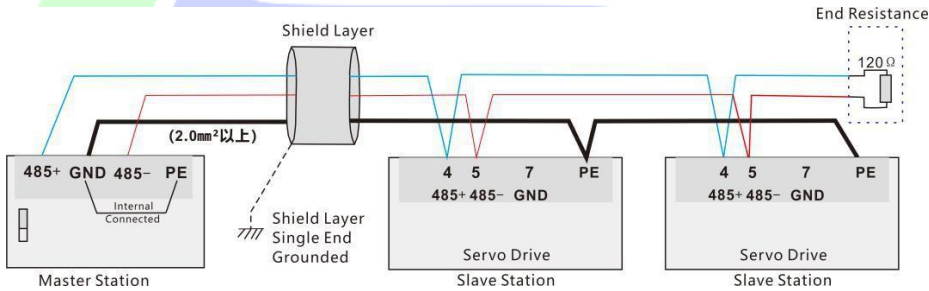 End Resistance
Shield Layer
120Ω
(2.0mm²以上)
485+ GND 485- PE
Internal
Connected
Shield Layer
Single End
Grounded
Master Station
4 5 7 PE
485+ 485- GND
Servo Drive
Slave Station
4 5 7 PE
485+ 485- GND
Servo Drive
Slave Station